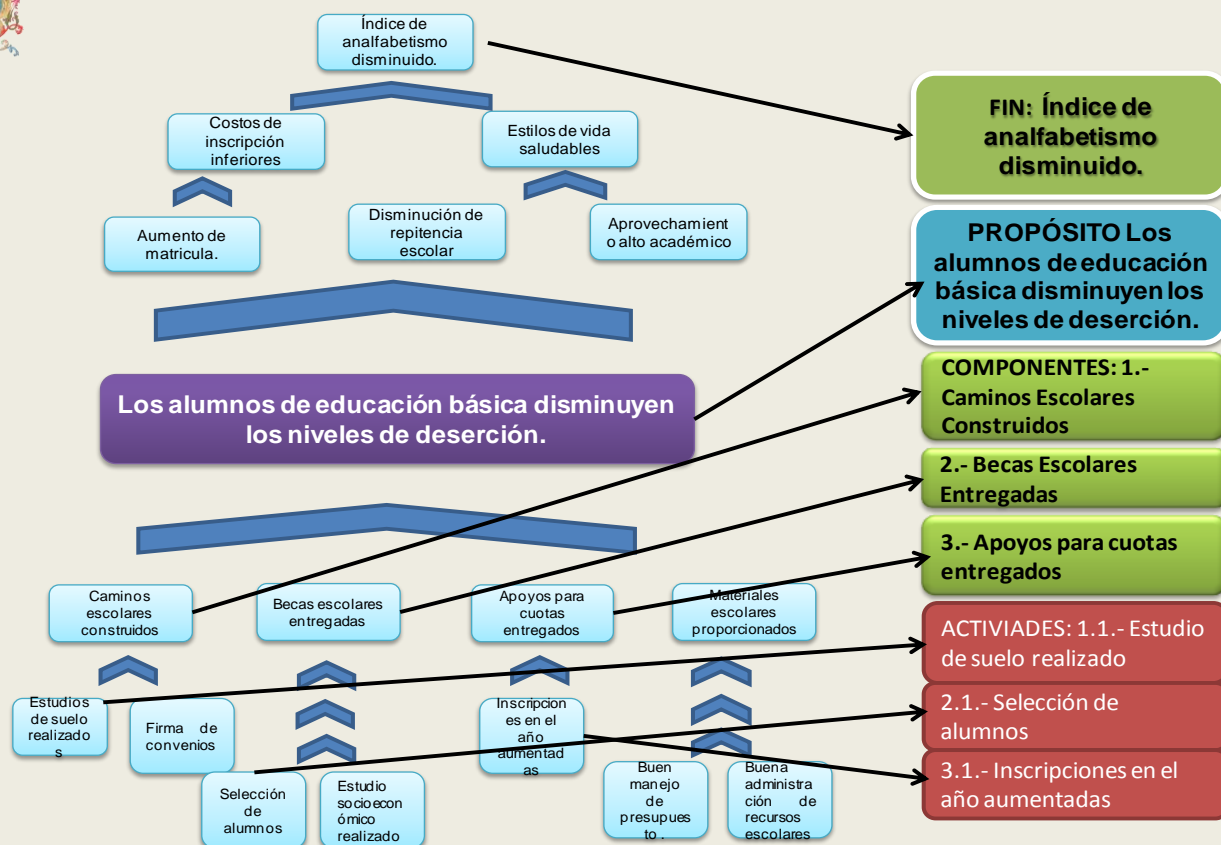 Índice de
analfabetismo
disminuido.
Costos de
inscripción
inferiores
Estilos de vida
saludables
Aumento de
matricula.
Disminución de
repitencia
escolar
Aprovechamient
o alto académico
Los alumnos de educación básica disminuyen
los niveles de deserción.
Caminos
escolares
construidos
Becas escolares
entregadas
Apoyos para
cuotas
entregados
Materiales
escolares
proporcionados
Estudios
de suelo
realizado
s
Firma de
convenios
Selección
de
alumnos
Estudio
socioecon
ómico
realizado
Inscripcion
es en el
año
aumentad
as
Buen
manejo
de
presupues
to .
Buena
administra
ción de
recursos
escolares
FIN: Índice de
analfabetismo
disminuido.
PROPÓSITO Los
alumnos de educación
básica disminuyen los
niveles de deserción.
COMPONENTES: 1.-
Caminos Escolares
Construidos
2.- Becas Escolares
Entregadas
3.- Apoyos para cuotas
entregados
ACTIVIADES: 1.1.- Estudio
de suelo realizado
2.1.- Selección de
alumnos
3.1.- Inscripciones en el
año aumentadas